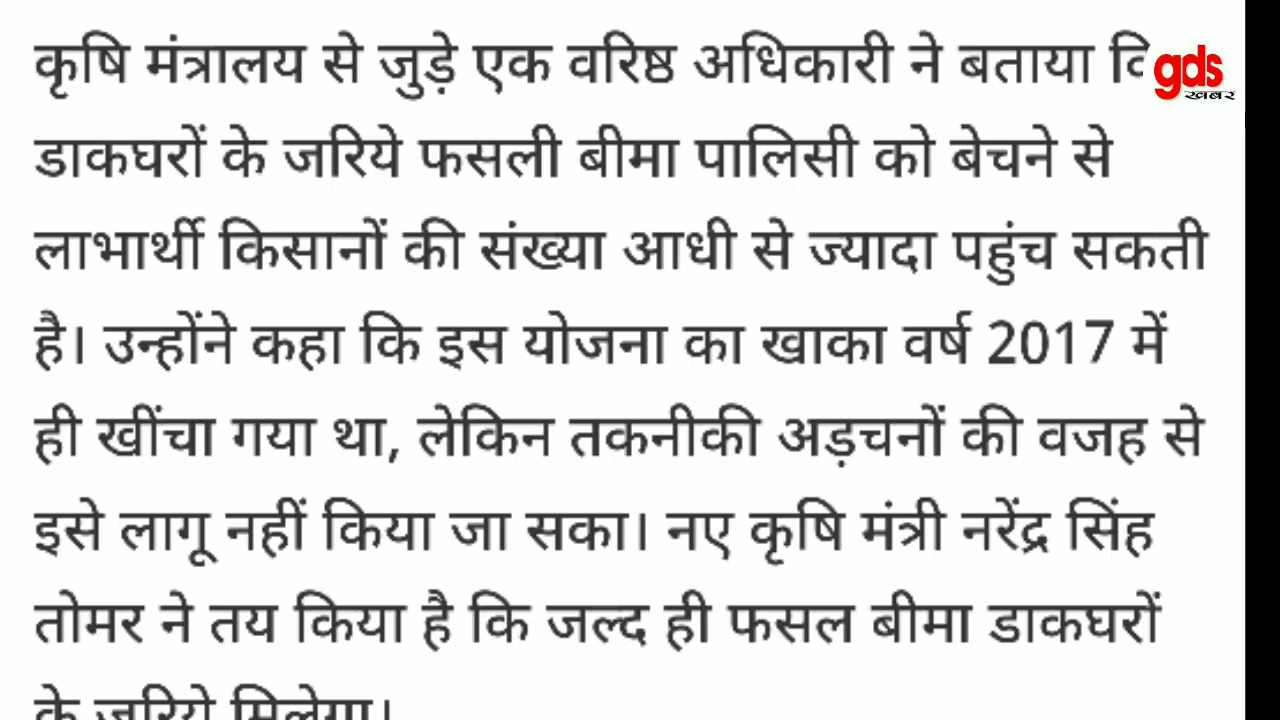 कृषि मंत्रालय से जुड़े एक वरिष्ठ अधिकारी ने बताया
gds
खबर
डाकघरों के जरिये फसली बीमा पालिसी को बेचने से
लाभार्थी किसानों की संख्या आधी से ज्यादा पहुंच सकती
है। उन्होंने कहा कि इस योजना का खाका वर्ष 2017 में
ही खींचा गया था, लेकिन तकनीकी अड़चनों की वजह से
इसे लागू नहीं किया जा सका। नए कृषि मंत्री नरेंद्र सिंह
तोमर ने तय किया है कि जल्द ही फसल बीमा डाकघरों
के जरिये मिलेगा।